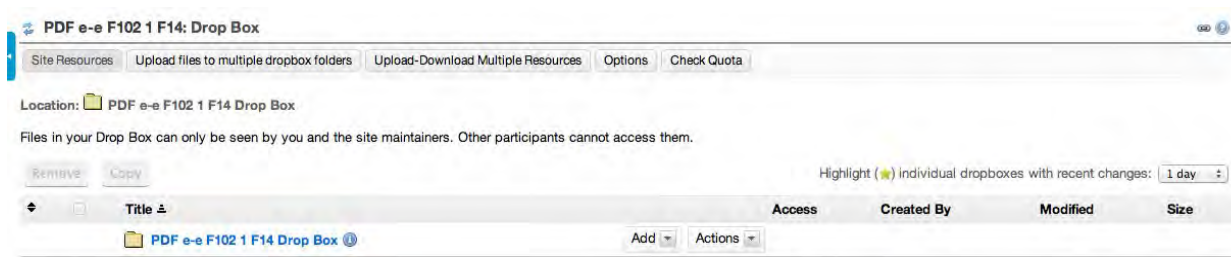 PDF e-e F102 1 F14: Drop Box
Site Resources Upload files to multiple dropbox folders Upload-Download Multiple Resources Options Check Quota
Location: PDF e-e F102 1 F14 Drop Box
Files in your Drop Box can only be seen by you and the site maintainers. Other participants cannot access them.
Remove Copy Highlight (★) individual dropboxes with recent changes: 1 day
Title Access Created By Modified Size
PDF e-e F102 1 F14 Drop Box Add Actions